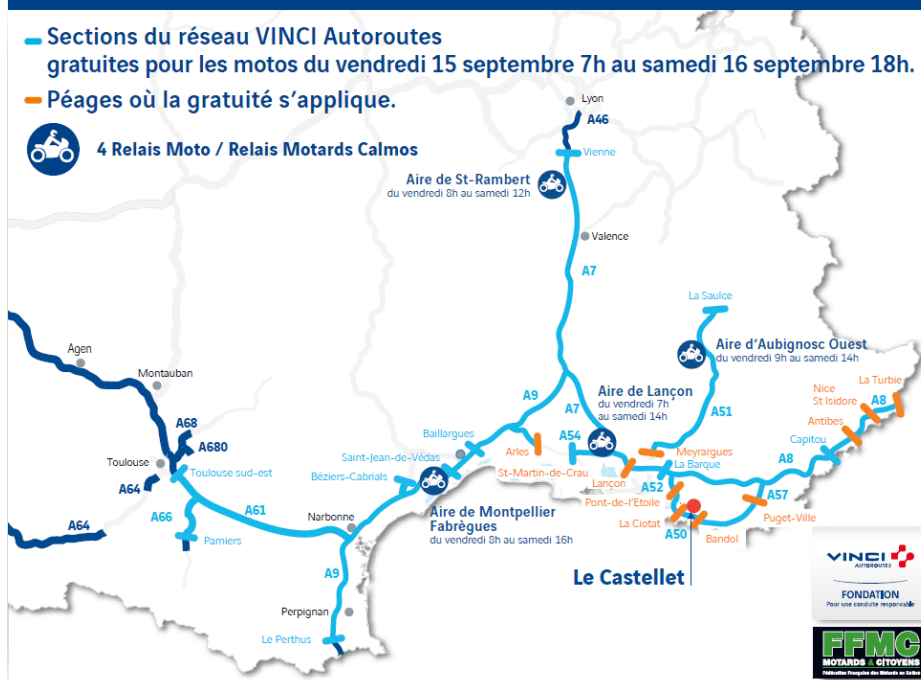 Sections du réseau VINCI Autoroutes
gratuites pour les motos du vendredi 15 septembre 7h au samedi 16 septembre 18h.
Péages où la gratuité s'applique.
4 Relais Moto / Relais Motards Calmos
Lyon
A46
Vienne
Aire de St-Rambert
du vendredi 8h au samedi 12h
Valence
A7
La Saulce
Aire d'Aubignosc Ouest
du vendredi 9h au samedi 14h
Agen
Montauban
A9
A7
Aire de Lançon
du vendredi 7h
au samedi 14h
A51
Nice
St Isidore
La Turbie
A8
Antibes
Capitou
A68
A680
Toulouse
Toulouse sud-est
A64
A64
A66
A61
Pamiers
Baillargues
Saint-Jean-de-Védas
Béziers-Cabrials
Arles
A54
St-Martin-de-Crau
Lançon
Meyrargues
La Barque
A8
A52
Pont-de-l'Etoile
La Ciotat
A50
Bandol
A57
Puget-Ville
Aire de Montpellier
Fabrègues
du vendredi 8h au samedi 16h
Narbonne
A9
Perpignan
Le Perthus
Le Castellet
VINCI
AUTOROUTES
FONDATION
Pour une conduite responsable
FFMC
MOTARDS & CITOYENS
Fédération Française des Motards en Colère